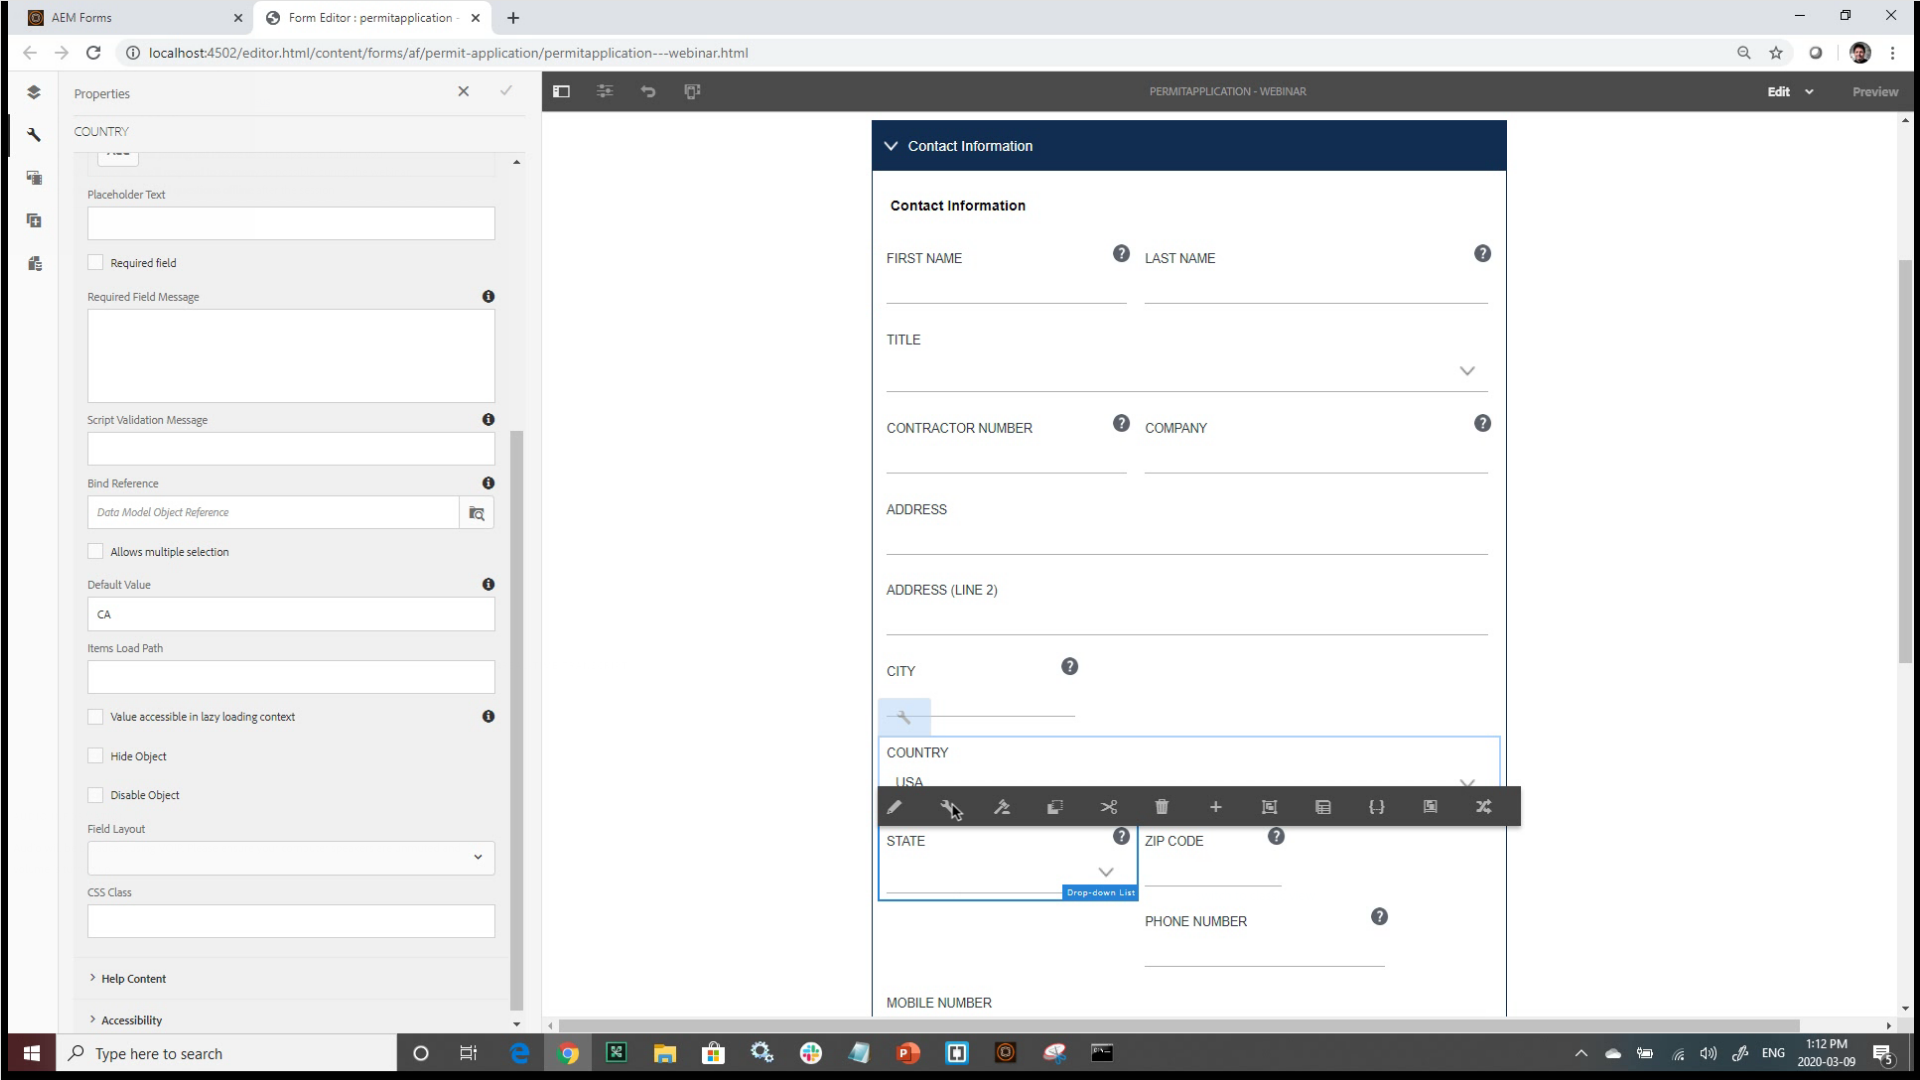 AEM Forms
Form Editor : permitapplication -
localhost:4502/editor.html/content/forms/af/permit-application/permitapplication---webinar.html
Properties
PERMITAPPLICATION - WEBINAR
Edit
Preview
COUNTRY
Placeholder Text
Required field
Required Field Message
Script Validation Message
Bind Reference
Data Model Object Reference
Allows multiple selection
Default Value
CA
Items Load Path
Value accessible in lazy loading context
Hide Object
Disable Object
Field Layout
CSS Class
Help Content
Accessibility
Contact Information
Contact Information
FIRST NAME
LAST NAME
TITLE
CONTRACTOR NUMBER
COMPANY
ADDRESS
ADDRESS (LINE 2)
CITY
COUNTRY
USA
STATE
ZIP CODE
Drop-down List
PHONE NUMBER
MOBILE NUMBER
Type here to search
ENG
1:12 PM
2020-03-09
5